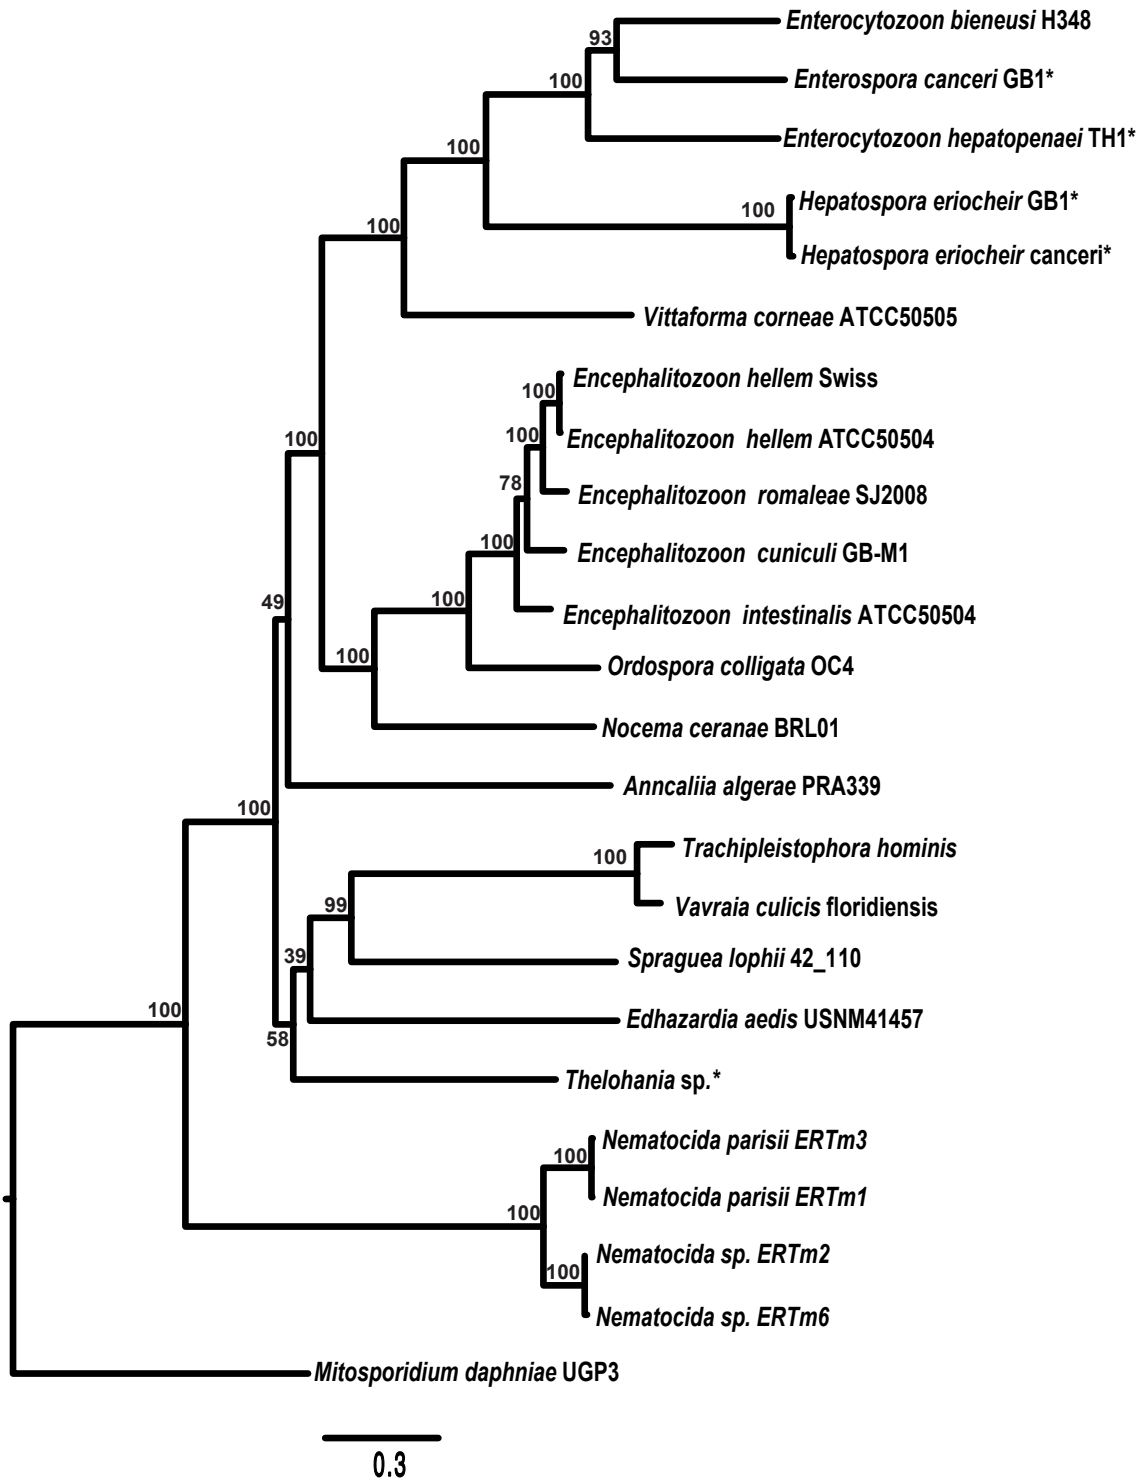 Enterocytozoon bieneusi H348
93
Enterospora canceri GB1*
100
Enterocytozoon hepatopenaei TH1*
100
Hepatospora eriocheir GB1*
100
100
Hepatospora eriocheir canceri*
Vittaforma corneae ATCC50505
Encephalitozoon hellem Swiss
100
Encephalitozoon hellem ATCC50504
100
100
78
Encephalitozoon romaleae SJ2008
100
Encephalitozoon cuniculi GB-M1
49
100
Encephalitozoon intestinalis ATCC50504
100
Ordospora colligata OC4
Nocema ceranae BRL01
Anncaliia algerae PRA339
100
Trachipleistophora hominis
100
99
Vavraia culicis floridiensis
39
Spraguea lophii 42_110
100
Edhazardia aedis USNM41457
58
Thelohania sp.*
Nematocida parisii ERTm3
100
Nematocida parisii ERTm1
100
Nematocida sp. ERTm2
100
Nematocida sp. ERTm6
Mitosporidium daphniae UGP3
0.3